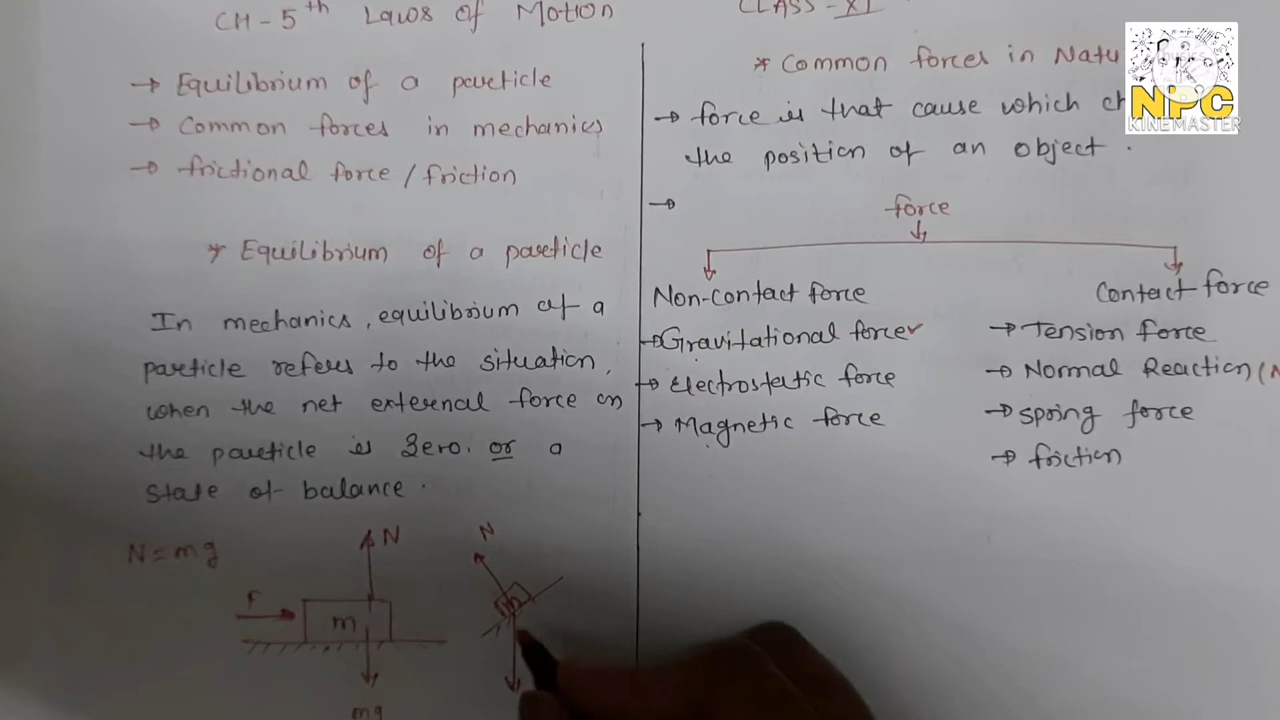 CH - 5th Laws of Motion
CLASS - XI
→ Equilibrium of a particle
→ Common forces in mechanics
→ frictional force / friction
* Equilibrium of a particle
In mechanics, equilibrium of a
particle refers to the situation,
when the net external force on
the particle is zero. or a
state of balance.
N = mg
N
F
m
mg
N
m
* Common forces in Natu
→ force is that cause which ch
the position of an object.
→
force
Non-contact force
→ Gravitational force
→ Electrostatic force
→ Magnetic force
Contact force
→ Tension force
→ Normal Reaction (N
→ spring force
→ friction
NPC
KINEMASTER